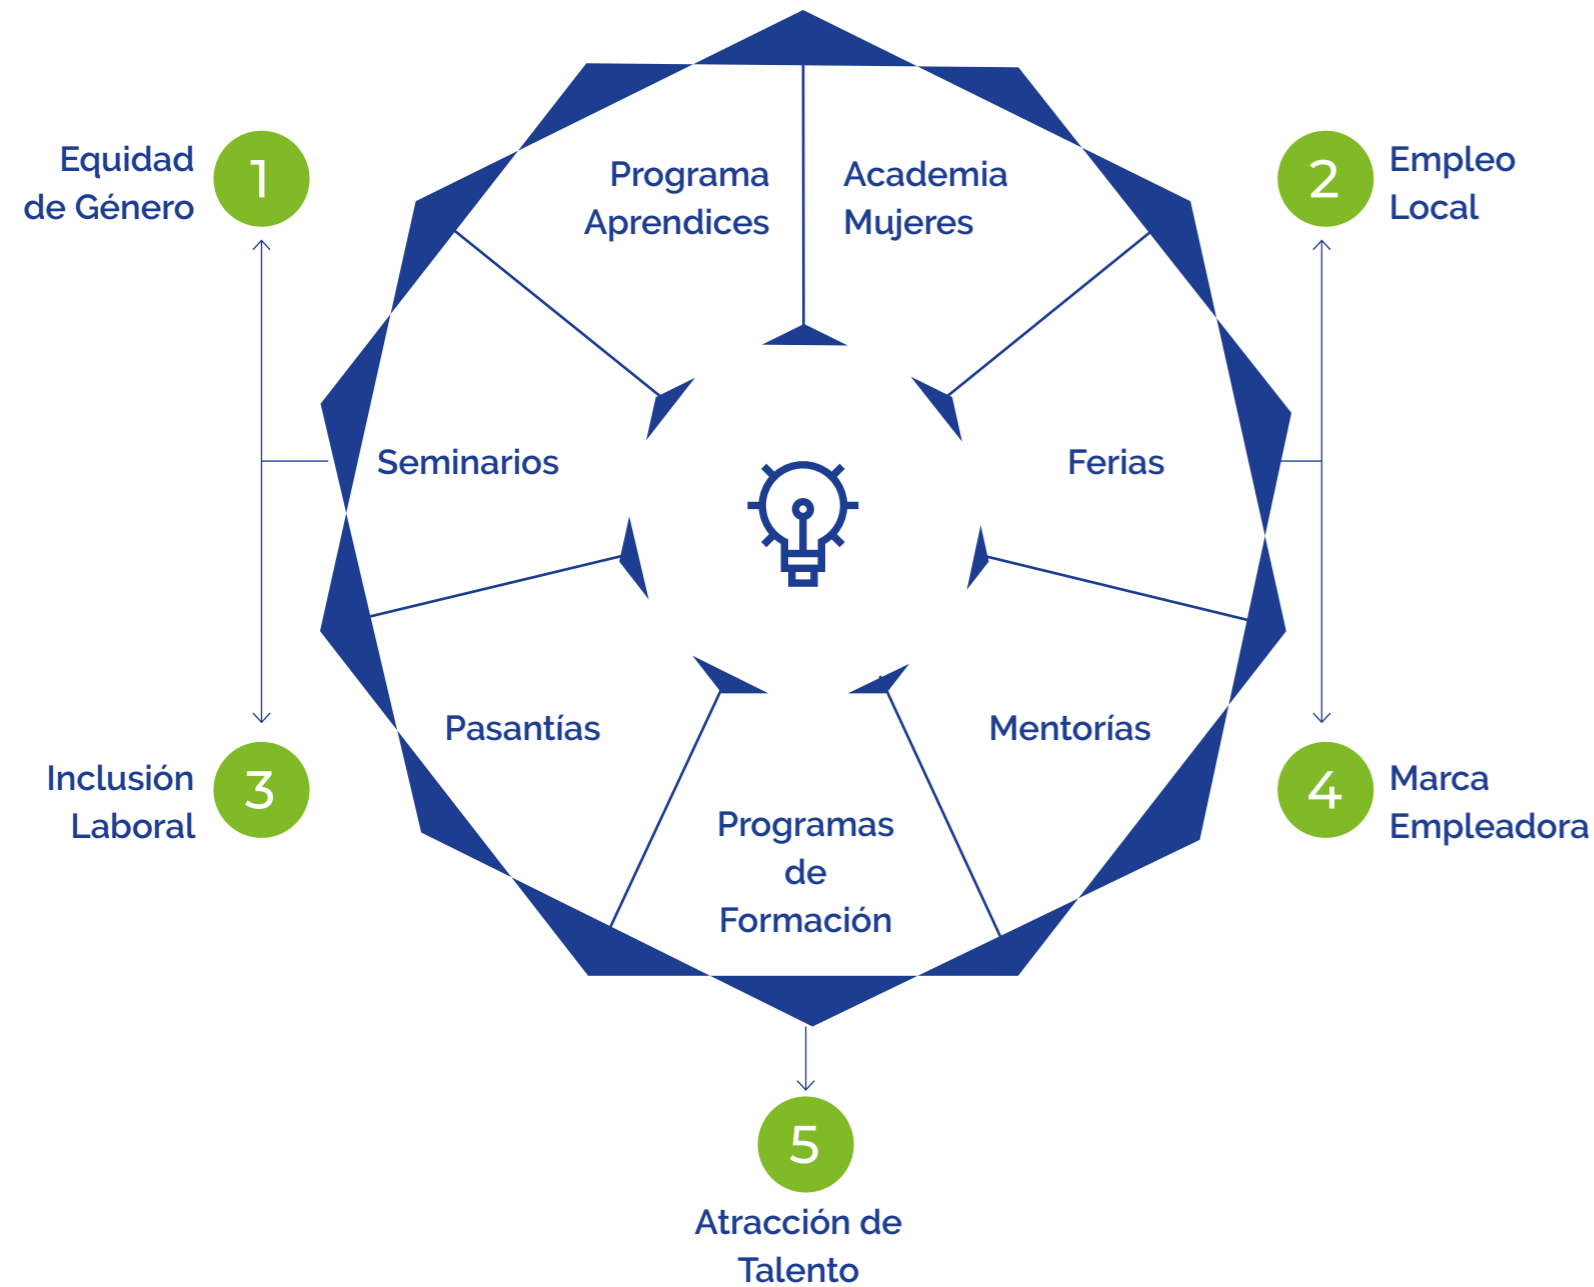 1
Equidad
de Género
2
Empleo
Local
Programa
Aprendices
Academia
Mujeres
Seminarios
Ferias
Pasantías
Mentorías
Programas
de
Formación
3
Inclusión
Laboral
4
Marca
Empleadora
5
Atracción de
Talento